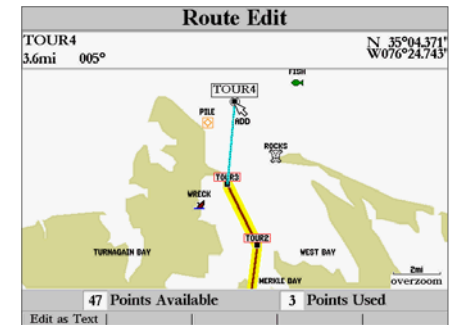 Route Edit
TOUR4
3.6mi 005°
N 35°04.371'
W076°24.743'
FISH
TOUR4
ADD
PILE
ROCKS
TOUR3
WRECK
TOUR2
TURNAGAIN BAY
WEST BAY
MERKLE BAY
2mi
overzoom
47 Points Available
3 Points Used
Edit as Text